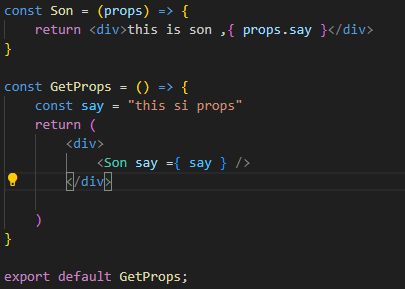 const Son = (props) => {
    return <div>this is son ,{ props.say }</div>
}

const GetProps = () => {
    const say = "this si props"
    return (
        <div>
            <Son say ={ say } />
        </div>

    )
}

export default GetProps;